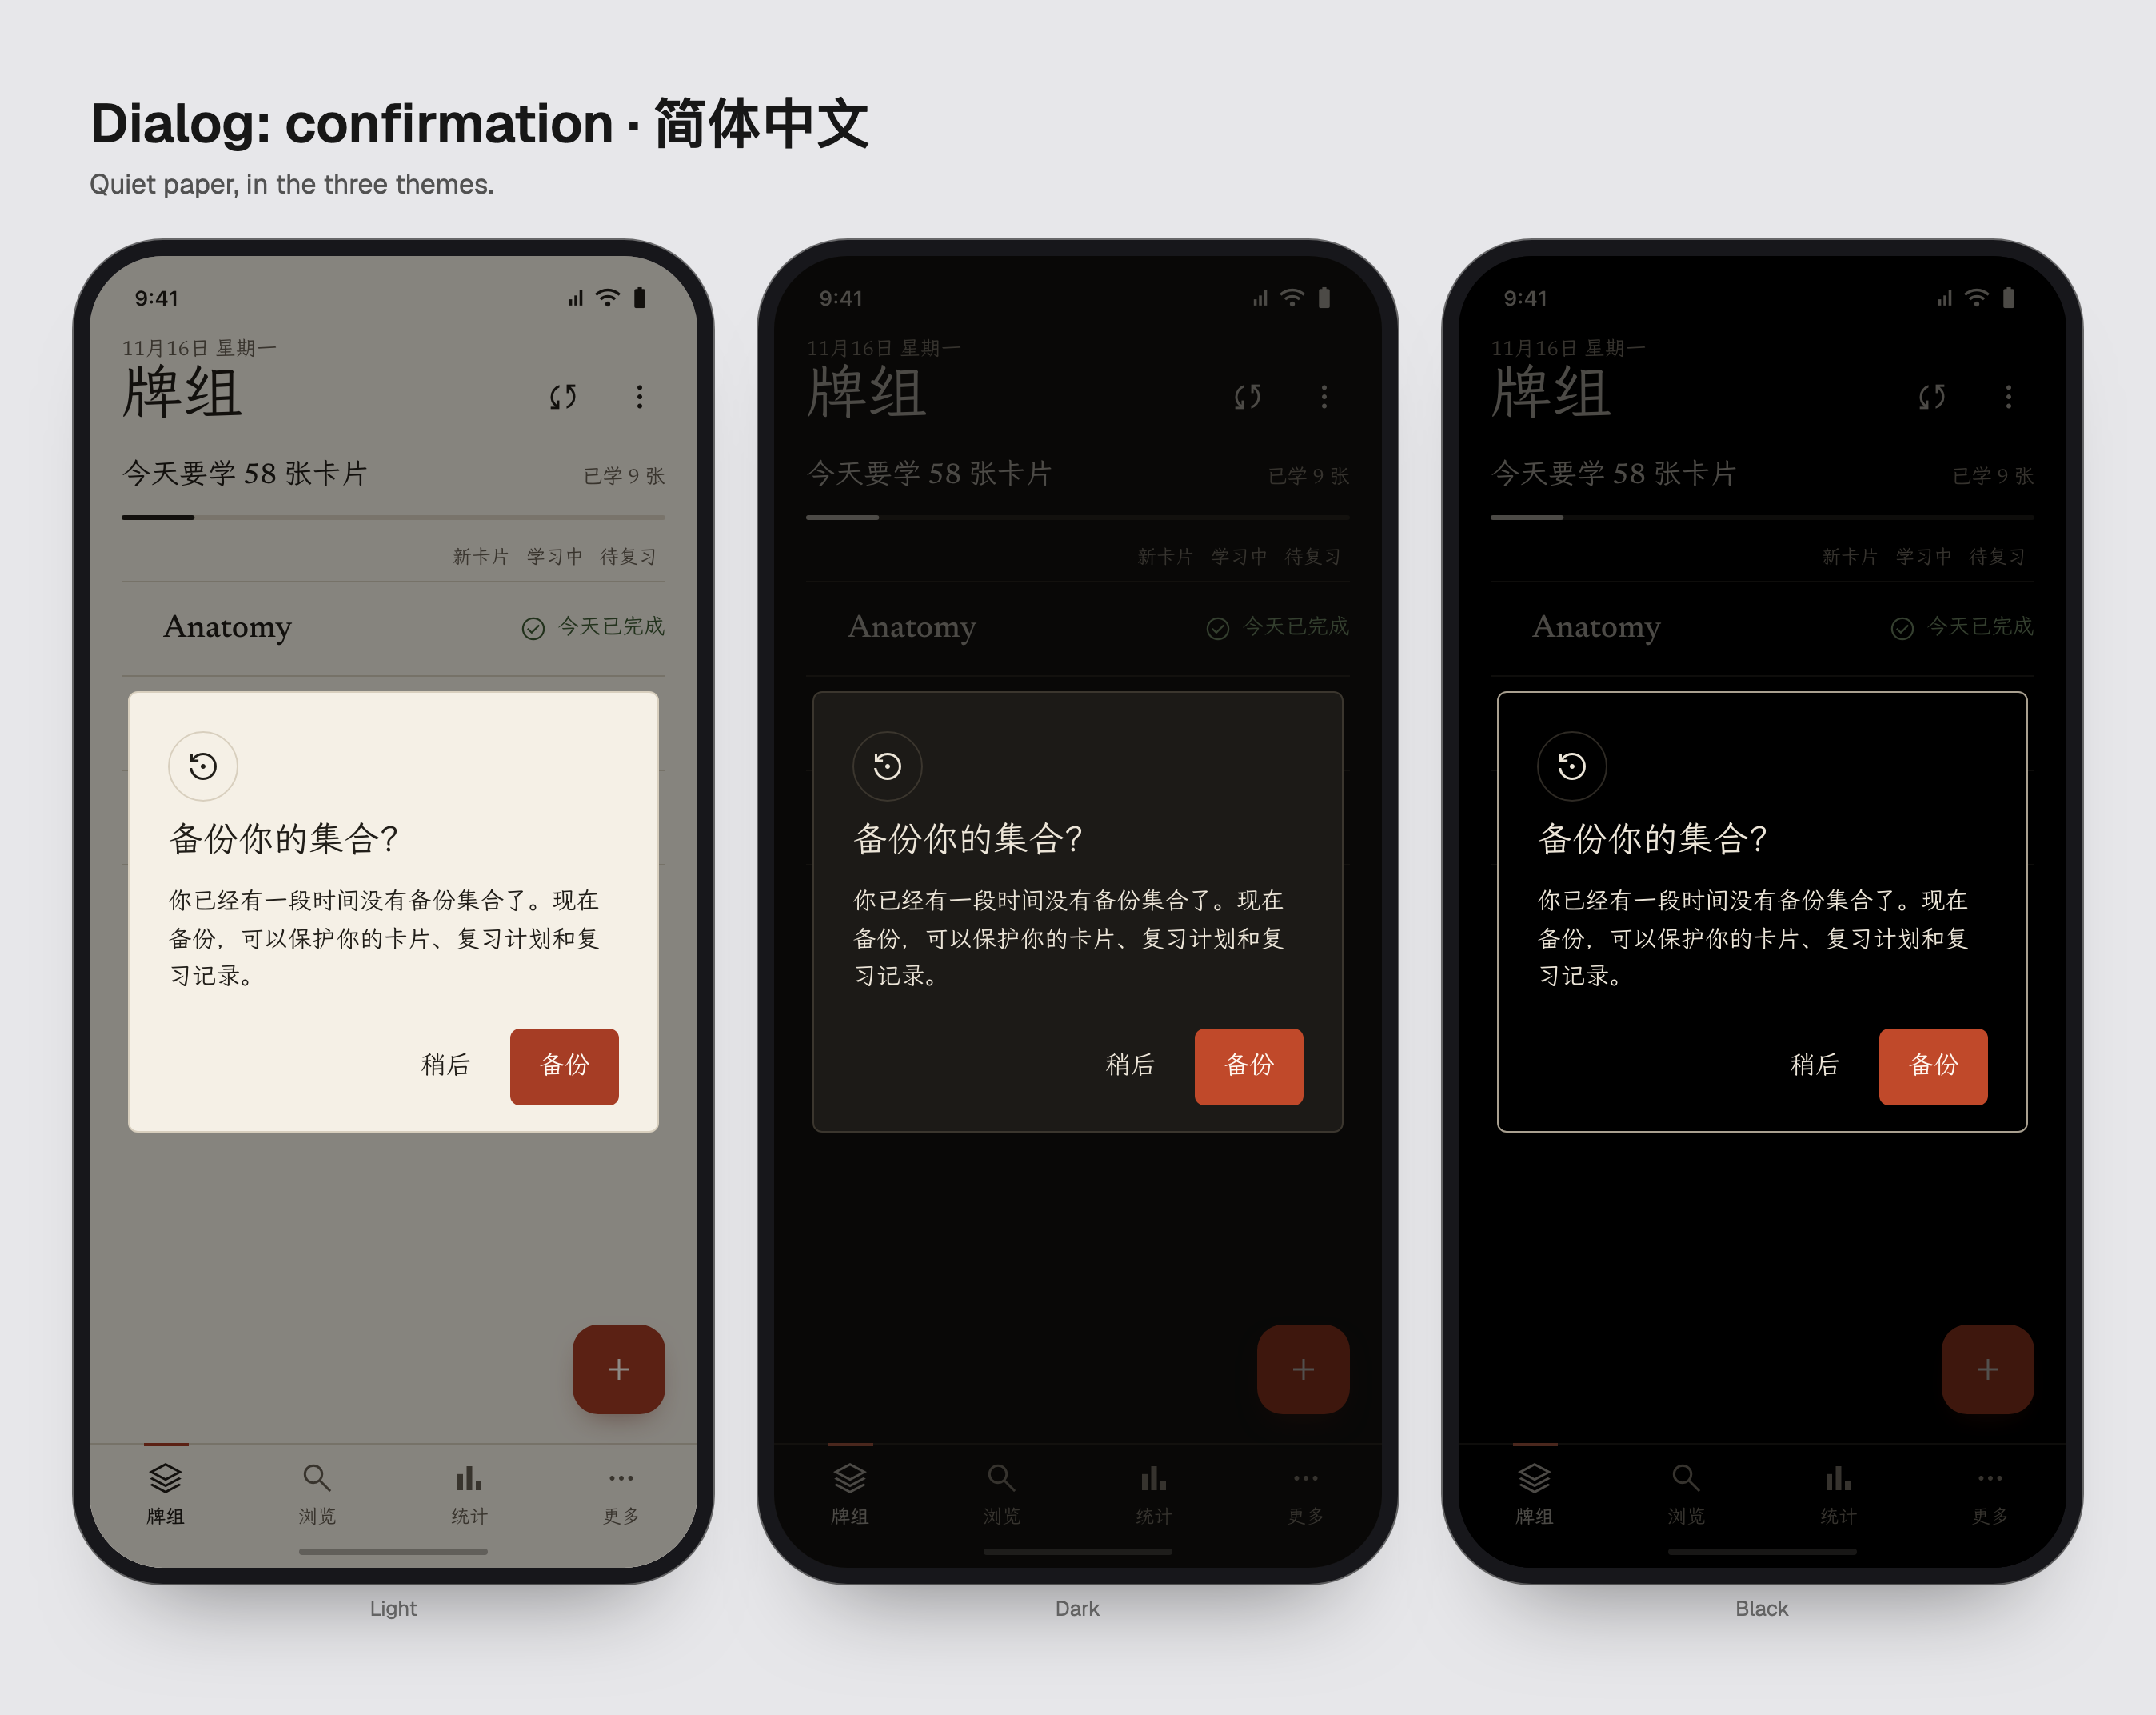 Dialog: confirmation · 简体中文
Quiet paper, in the three themes.
9:41
11月16日 星期一
牌组
今天要学 58 张卡片
已学 9 张
新卡片 学习中 待复习
Anatomy
今天已完成
备份你的集合?
你已经有一段时间没有备份集合了。现在
备份，可以保护你的卡片、复习计划和复
习记录。
稍后
备份
牌组
浏览
统计
更多
Light
9:41
11月16日 星期一
牌组
今天要学 58 张卡片
已学 9 张
新卡片 学习中 待复习
Anatomy
今天已完成
备份你的集合?
你已经有一段时间没有备份集合了。现在
备份，可以保护你的卡片、复习计划和复
习记录。
稍后
备份
牌组
浏览
统计
更多
Dark
9:41
11月16日 星期一
牌组
今天要学 58 张卡片
已学 9 张
新卡片 学习中 待复习
Anatomy
今天已完成
备份你的集合?
你已经有一段时间没有备份集合了。现在
备份，可以保护你的卡片、复习计划和复
习记录。
稍后
备份
牌组
浏览
统计
更多
Black